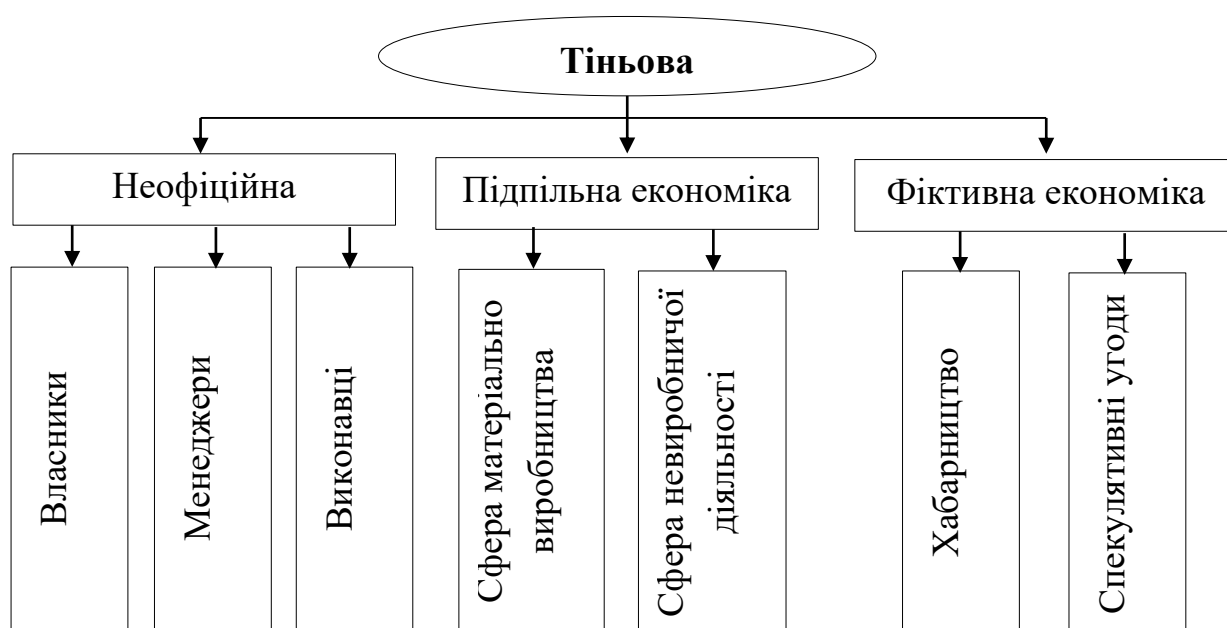 Тіньова
Неофіційна
Підпільна економіка
Фіктивна економіка
Власники
Менеджери
Виконавці
Сфера матеріально
виробництва
Сфера невиробничої
діяльності
Хабарництво
Спекулятивні угоди